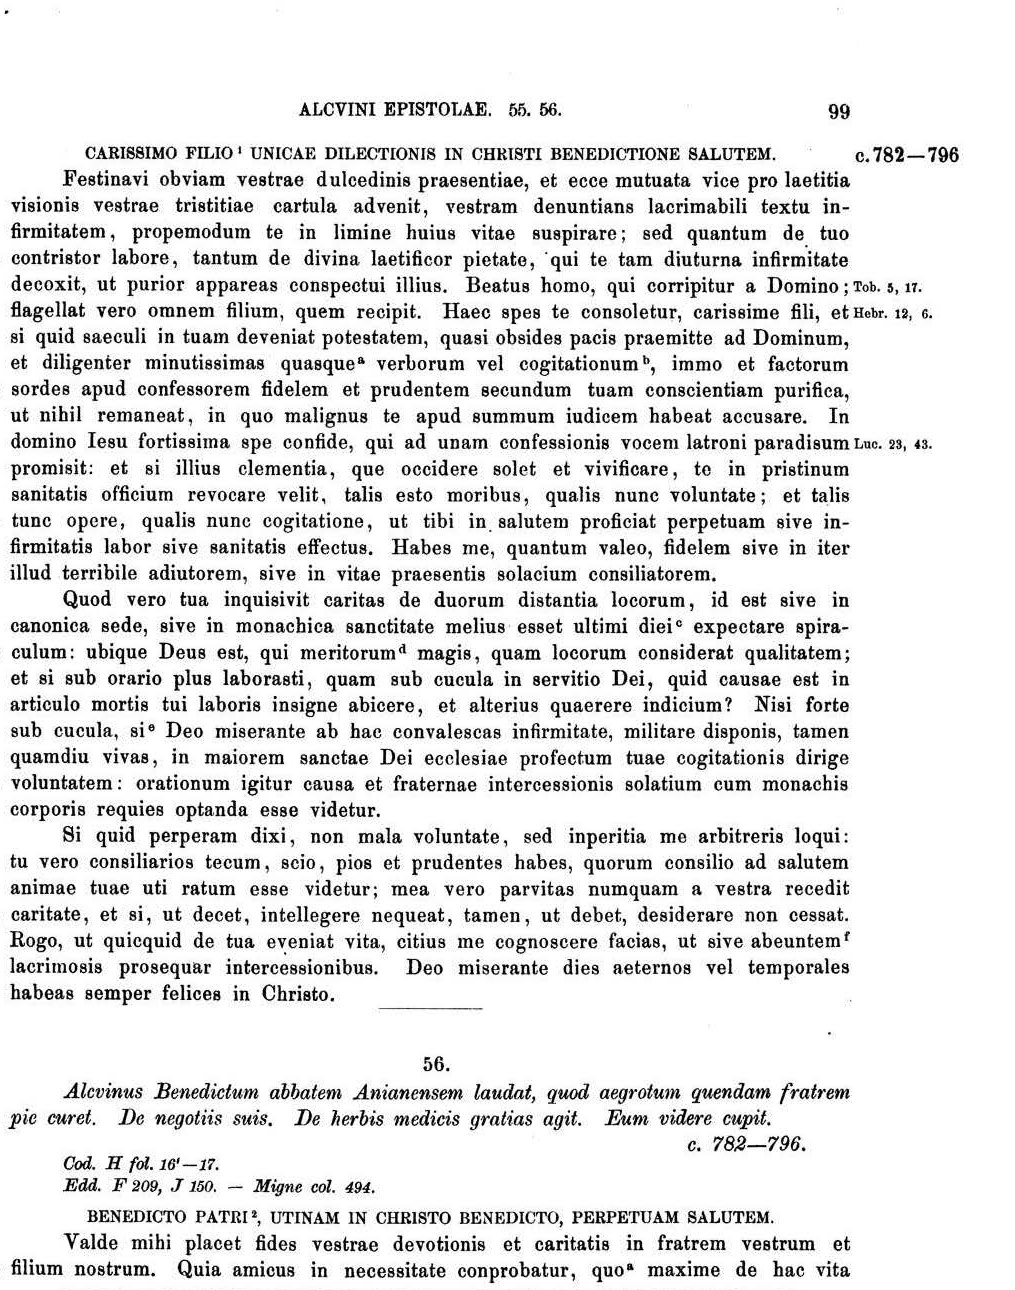 ALCVINI EPISTOLAE. 55. 56. 99
CARISSIMO FILIO¹ UNICAE DILECTIONIS IN CHRISTI BENEDICTIONE SALUTEM. c. 782—796
Festinavi obviam vestrae dulcedinis praesentiae, et ecce mutuata vice pro laetitia
visionis vestrae tristitiae cartula advenit, vestram denuntians lacrimabili textu in-
firmitatem, propemodum te in limine huius vitae suspirare; sed quantum de tuo
contristor labore, tantum de divina laetificor pietate, qui te tam diuturna infirmitate
decoxit, ut purior appareas conspectui illius. Beatus homo, qui corripitur a Domino; Tob. 5, 17.
flagellat vero omnem filium, quem recipit. Haec spes te consoletur, carissime fili, et Hebr. 12, 6.
si quid saeculi in tuam deveniat potestatem, quasi obsides pacis praemitte ad Dominum,
et diligenter minutissimas quasqueᵃ verborum vel cogitationumᵇ, immo et factorum
sordes apud confessorem fidelem et prudentem secundum tuam conscientiam purifica,
ut nihil remaneat, in quo malignus te apud summum iudicem habeat accusare. In
domino Iesu fortissima spe confide, qui ad unam confessionis vocem latroni paradisum Luc. 23, 43.
promisit: et si illius clementia, que occidere solet et vivificare, te in pristinum
sanitatis officium revocare velit, talis esto moribus, qualis nunc voluntate; et talis
tunc opere, qualis nunc cogitatione, ut tibi in salutem proficiat perpetuam sive in-
firmitatis labor sive sanitatis effectus. Habes me, quantum valeo, fidelem sive in iter
illud terribile adiutorem, sive in vitae praesentis solacium consiliatorem.
Quod vero tua inquisivit caritas de duorum distantia locorum, id est sive in
canonica sede, sive in monachica sanctitate melius esset ultimi dieiᶜ expectare spira-
culum: ubique Deus est, qui meritorumᵈ magis, quam locorum considerat qualitatem;
et si sub orario plus laborasti, quam sub cucula in servitio Dei, quid causae est in
articulo mortis tui laboris insigne abicere, et alterius quaerere indicium? Nisi forte
sub cucula, siᵉ Deo miserante ab hac convalescas infirmitate, militare disponis, tamen
quamdiu vivas, in maiorem sanctae Dei ecclesiae profectum tuae cogitationis dirige
voluntatem: orationum igitur causa et fraternae intercessionis solatium cum monachis
corporis requies optanda esse videtur.
Si quid perperam dixi, non mala voluntate, sed inperitia me arbitreris loqui:
tu vero consiliarios tecum, scio, pios et prudentes habes, quorum consilio ad salutem
animae tuae uti ratum esse videtur; mea vero parvitas numquam a vestra recedit
caritate, et si, ut decet, intellegere nequeat, tamen, ut debet, desiderare non cessat.
Rogo, ut quicquid de tua eveniat vita, citius me cognoscere facias, ut sive abeuntemᶠ
lacrimosis prosequar intercessionibus. Deo miserante dies aeternos vel temporales
habeas semper felices in Christo.
56.
Alcvinus Benedictum abbatem Anianensem laudat, quod aegrotum quendam fratrem
pie curet. De negotiis suis. De herbis medicis gratias agit. Eum videre cupit.
c. 782—796.
Cod. H fol. 16'—17.
Edd. F 209, J 150. — Migne col. 494.
BENEDICTO PATRI², UTINAM IN CHRISTO BENEDICTO, PERPETUAM SALUTEM.
Valde mihi placet fides vestrae devotionis et caritatis in fratrem vestrum et
filium nostrum. Quia amicus in necessitate conprobatur, quoᵃ maxime de hac vita